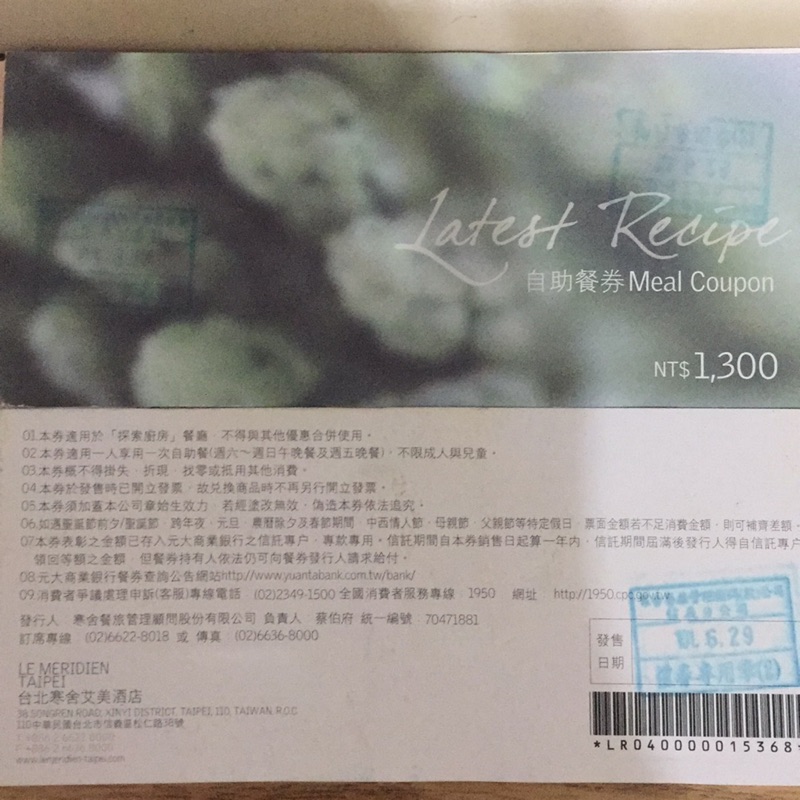 Latest Recipe
自助餐券 Meal Coupon
NT$1,300
01.本券適用於「探索廚房」餐廳，不得與其他優惠合併使用。
02.本券適用一人享用一次自助餐(週六～週日午晚餐及週五晚餐)，不限成人與兒童。
03.本券概不得掛失、折現、找零或抵用其他消費。
04.本券於發售時已開立發票，故兌換商品時不再另行開立發票。
05.本券須加蓋本公司章始生效力，若經塗改無效，偽造本券依法追究。
06.如遇聖誕節前夕/聖誕節、跨年夜、元旦、農曆除夕及春節期間、中西情人節、母親節、父親節等特定假日，票面金額若不足消費金額，則可補齊差額。
07.本券表彰之金額已存入元大商業銀行之信託專戶，專款專用。信託期間自本券銷售日起算一年內，信託期間屆滿後發行人得自信託專戶
領回等額之金額，但餐券持有人依法仍可向餐券發行人請求給付。
08.元大商業銀行餐券查詢公告網站http://www.yuantabank.com.tw/bank/
09.消費者爭議處理申訴(客服)專線電話：(02)2349-1500 全國消費者服務專線：1950 網址：http://1950.cpc.gov.tw
發行人：寒舍餐旅管理顧問股份有限公司 負責人：蔡伯府 統一編號：70471881
訂席專線：(02)6622-8018 或 傳真：(02)6636-8000
發售
日期
6.29
LE MERIDIEN
TAIPEI
台北寒舍艾美酒店
38 SONGREN ROAD, XINYI DISTRICT, TAIPEI, 110, TAIWAN, R.O.C
110中華民國台北市信義區松仁路38號
T +886 2 6622 8000
F +886 2 6636 8000
www.lemeridien-taipei.com
*LR0400000015368*